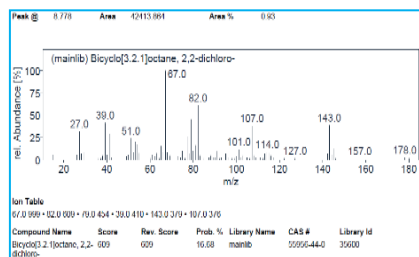 Peak @ 8.778 Area 42413.864 Area % 0.93
(mainlib) Bicyclo[3.2.1]octane, 2,2-dichloro-
rel. Abundance [%]
100
75
50
25
0
67.0
82.0
39.0
27.0
51.0
107.0
101.0
114.0
127.0
143.0
157.0
178.0
20 40 60 80 100 120 140 160 180
m/z
Ion Table
67.0 999 • 82.0 609 • 79.0 454 • 39.0 410 • 143.0 379 • 107.0 376
Compound Name Score Rev. Score Prob. % Library Name CAS # Library Id
Bicyclo[3.2.1]octane, 2,2- 609 609 16.68 mainlib 55956-44-0 35600
dichloro-